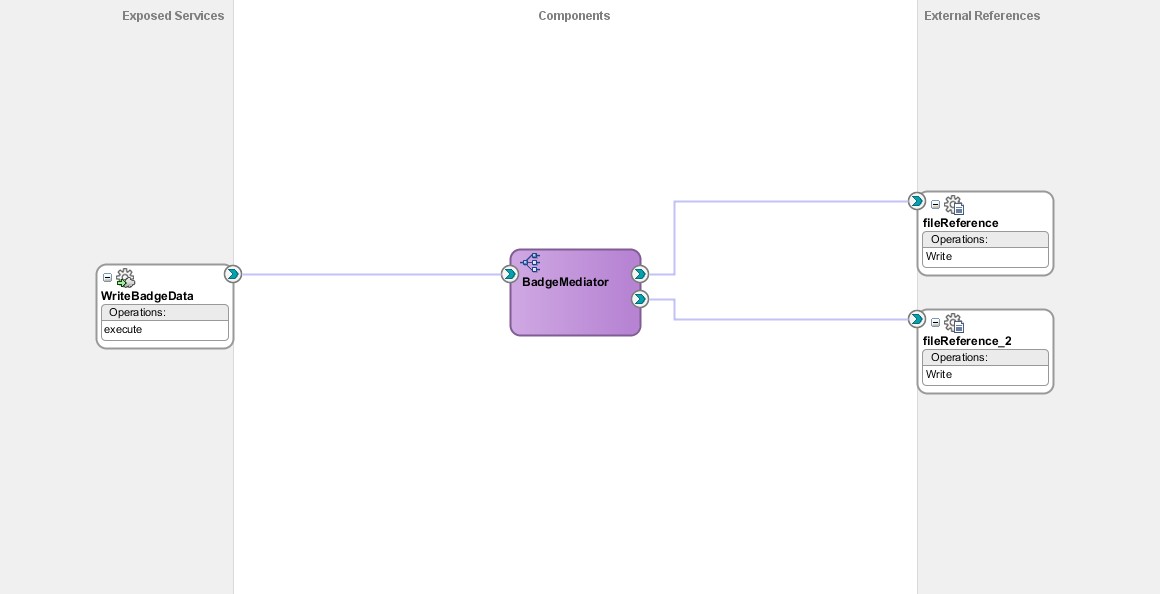 Exposed Services
Components
External References
WriteBadgeData
Operations:
execute
BadgeMediator
fileReference
Operations:
Write
fileReference_2
Operations:
Write